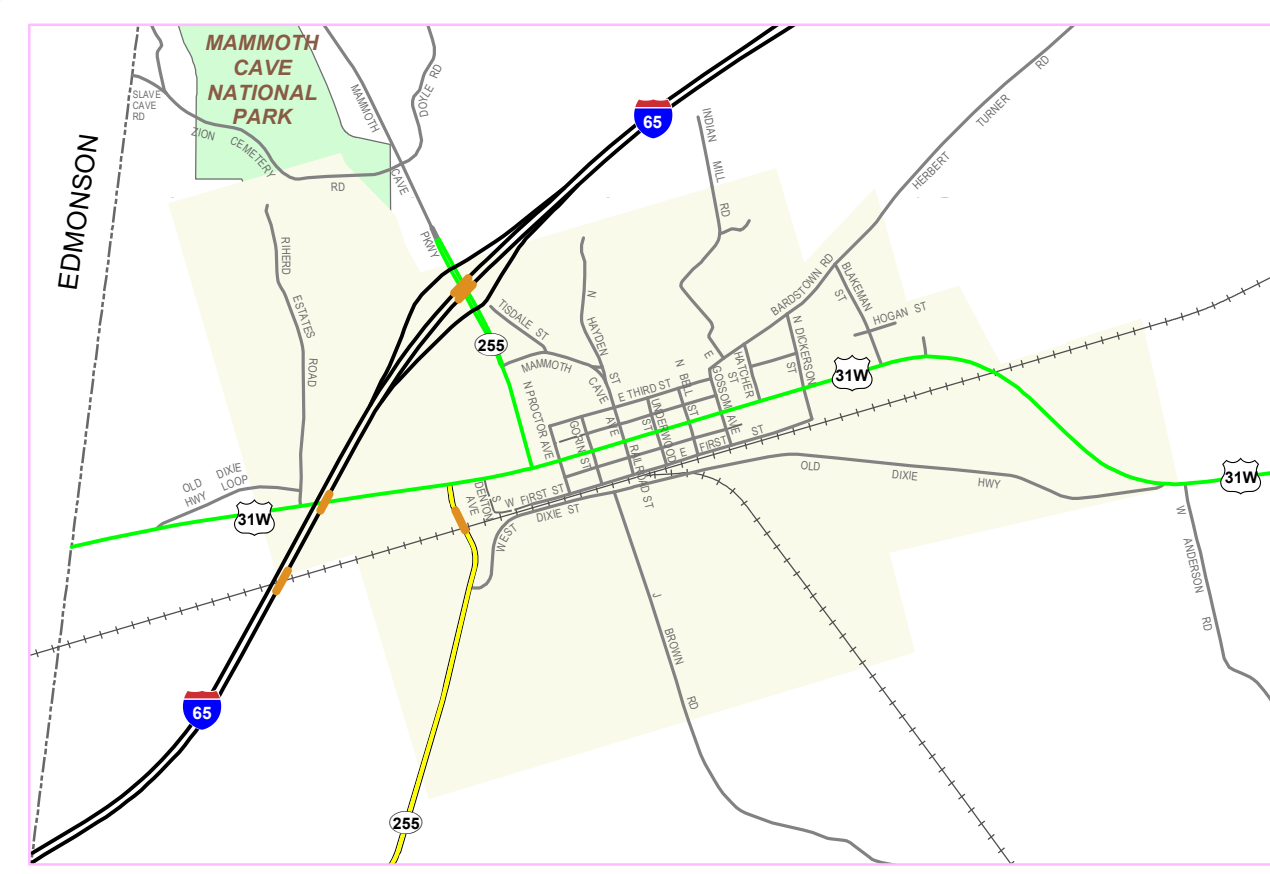 MAMMOTH
CAVE
NATIONAL
PARK
SLAVE
CAVE
RD
ZION CEMETERY RD
MAMMOTH CAVE PKWY
DOYLE RD
65
INDIAN MILL RD
HERBERT TURNER RD
EDMONSON
RIHERD ESTATES ROAD
TISDALE ST
N HAYDEN ST
BARDSTOWN RD
BLAKEMAN
ST
HOGAN ST
255
MAMMOTH CAVE AVE
N PROCTOR AVE
E THIRD ST
N BELL ST
E GOSSOM AVE
HATCHER
ST
N DICKERSON
31W
GORIN ST
UNDERWOOD
ST
RAILROAD ST
E FIRST ST
OLD DIXIE
HWY LOOP
31W
S DENTON
AVE
W FIRST ST
WEST DIXIE ST
OLD DIXIE HWY
31W
W ANDERSON RD
J BROWN RD
65
255